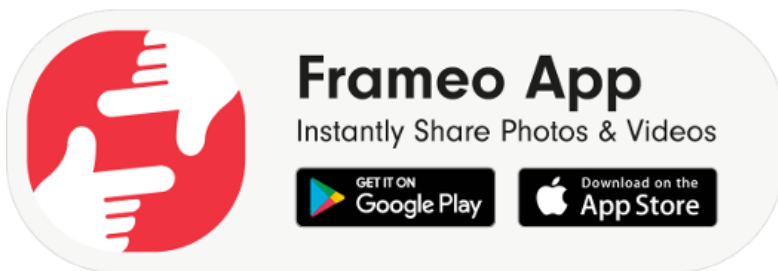 Frameo App
Instantly Share Photos & Videos
GET IT ON
Google Play
Download on the
App Store